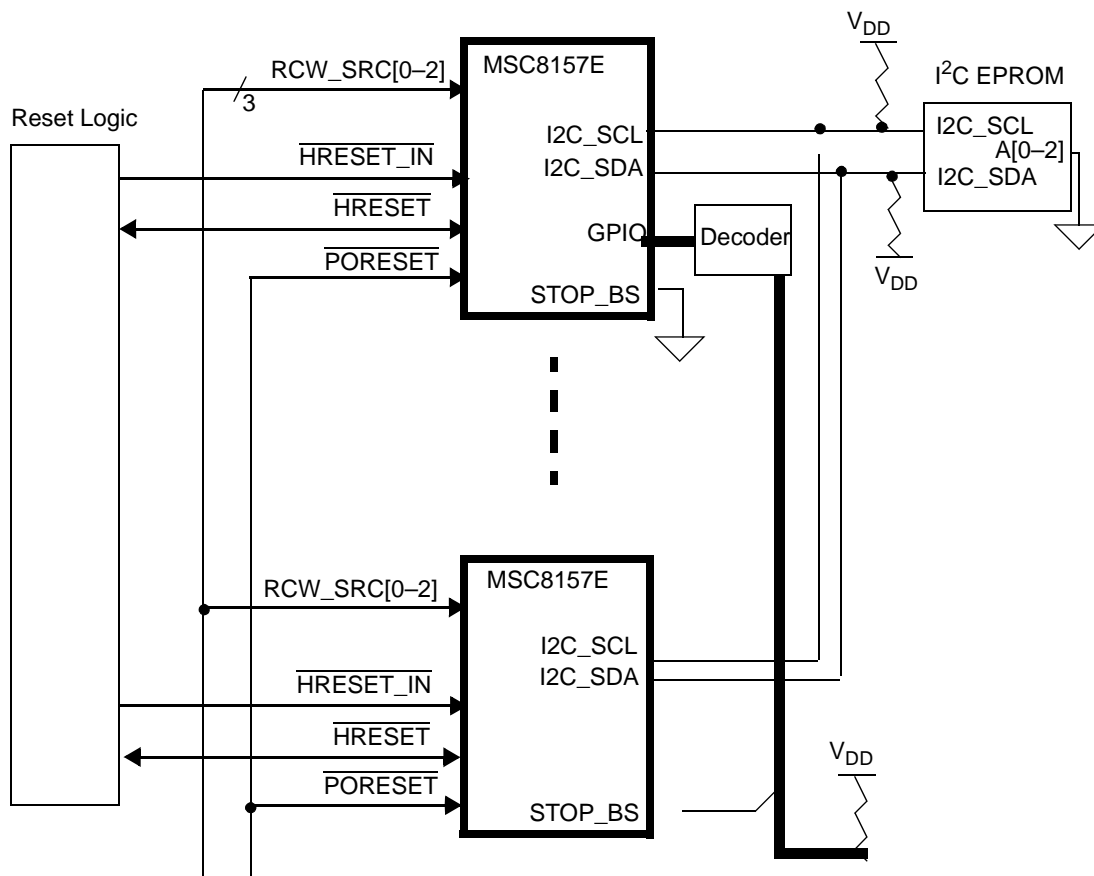 V_DD
MSC8157E
RCW_SRC[0–2]
3
I²C EPROM
Reset Logic
I2C_SCL
I2C_SCL
A[0–2]
HRESET_IN
I2C_SDA
I2C_SDA
HRESET
GPIO
Decoder
PORESET
V_DD
STOP_BS
MSC8157E
RCW_SRC[0–2]
I2C_SCL
I2C_SDA
HRESET_IN
HRESET
V_DD
PORESET
STOP_BS